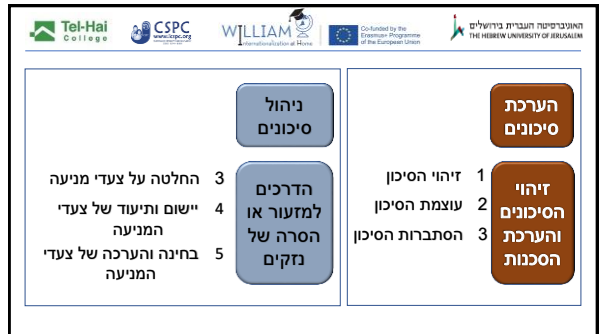 Tel-Hai
College
CSPC
www.icspc.org
WILLIAM
Internationalization at Home
Co-funded by the
Erasmus+ Programme
of the European Union
האוניברסיטה העברית בירושלים
THE HEBREW UNIVERSITY OF JERUSALEM
הערכת
סיכונים
זיהוי
הסיכונים
והערכת
הסכנות
1 זיהוי הסיכון
2 עוצמת הסיכון
3 הסתברות הסיכון
ניהול
סיכונים
הדרכים
למזעור או
הסרה של
נזקים
3 החלטה על צעדי מניעה
4 יישום ותיעוד של צעדי
המניעה
5 בחינה והערכה של צעדי
המניעה